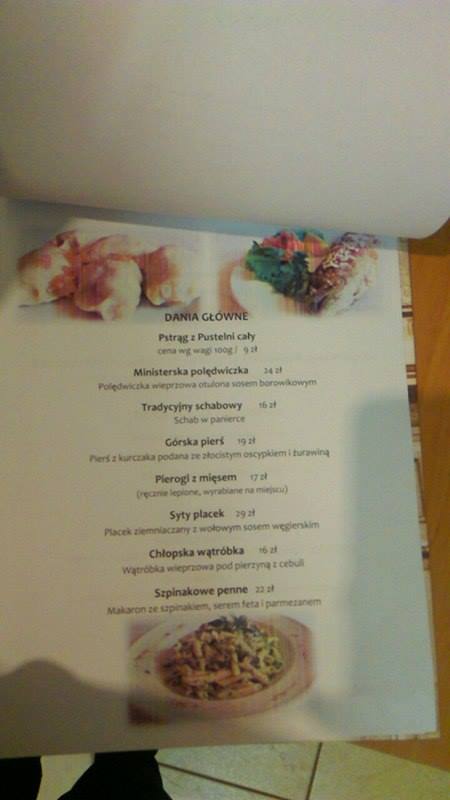 DANIA GŁÓWNE
Pstrąg z Pustelni cały
cena wg wagi 100g / 9 zł
Ministerska polędwiczka 24 zł
Polędwiczka wieprzowa otulona sosem borowikowym
Tradycyjny schabowy 16 zł
Schab w panierce
Górska pierś 19 zł
Pierś z kurczaka podana ze złocistym oscypkiem i żurawiną
Pierogi z mięsem 17 zł
(ręcznie lepione, wyrabiane na miejscu)
Syty placek 29 zł
Placek ziemniaczany z wołowym sosem węgierskim
Chłopska wątróbka 16 zł
Wątróbka wieprzowa pod pierzyną z cebuli
Szpinakowe penne 22 zł
Makaron ze szpinakiem, serem feta i parmezanem